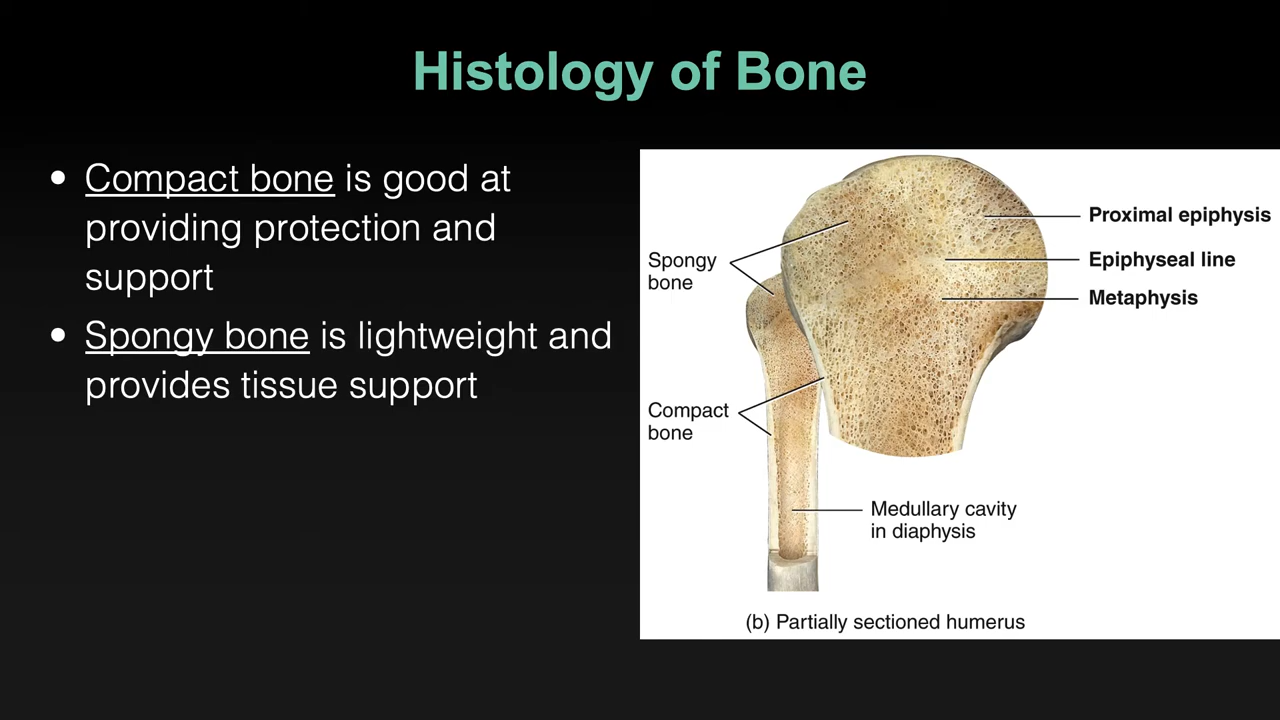 Histology of Bone
• Compact bone is good at
providing protection and
support
• Spongy bone is lightweight and
provides tissue support
Proximal epiphysis
Spongy
bone
Epiphyseal line
Metaphysis
Compact
bone
Medullary cavity
in diaphysis
(b) Partially sectioned humerus